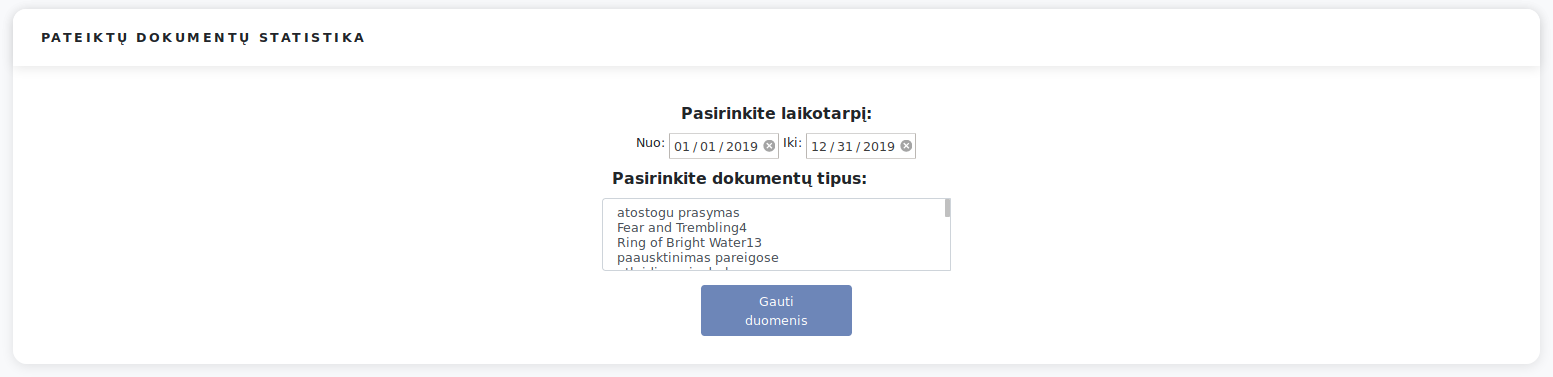 PATEIKTŲ DOKUMENTŲ STATISTIKA
Pasirinkite laikotarpį:
Nuo: 01/01/2019 Iki: 12/31/2019
Pasirinkite dokumentų tipus:
atostogu prasymas
Fear and Trembling4
Ring of Bright Water13
paausktinimas pareigose
Gauti
duomenis